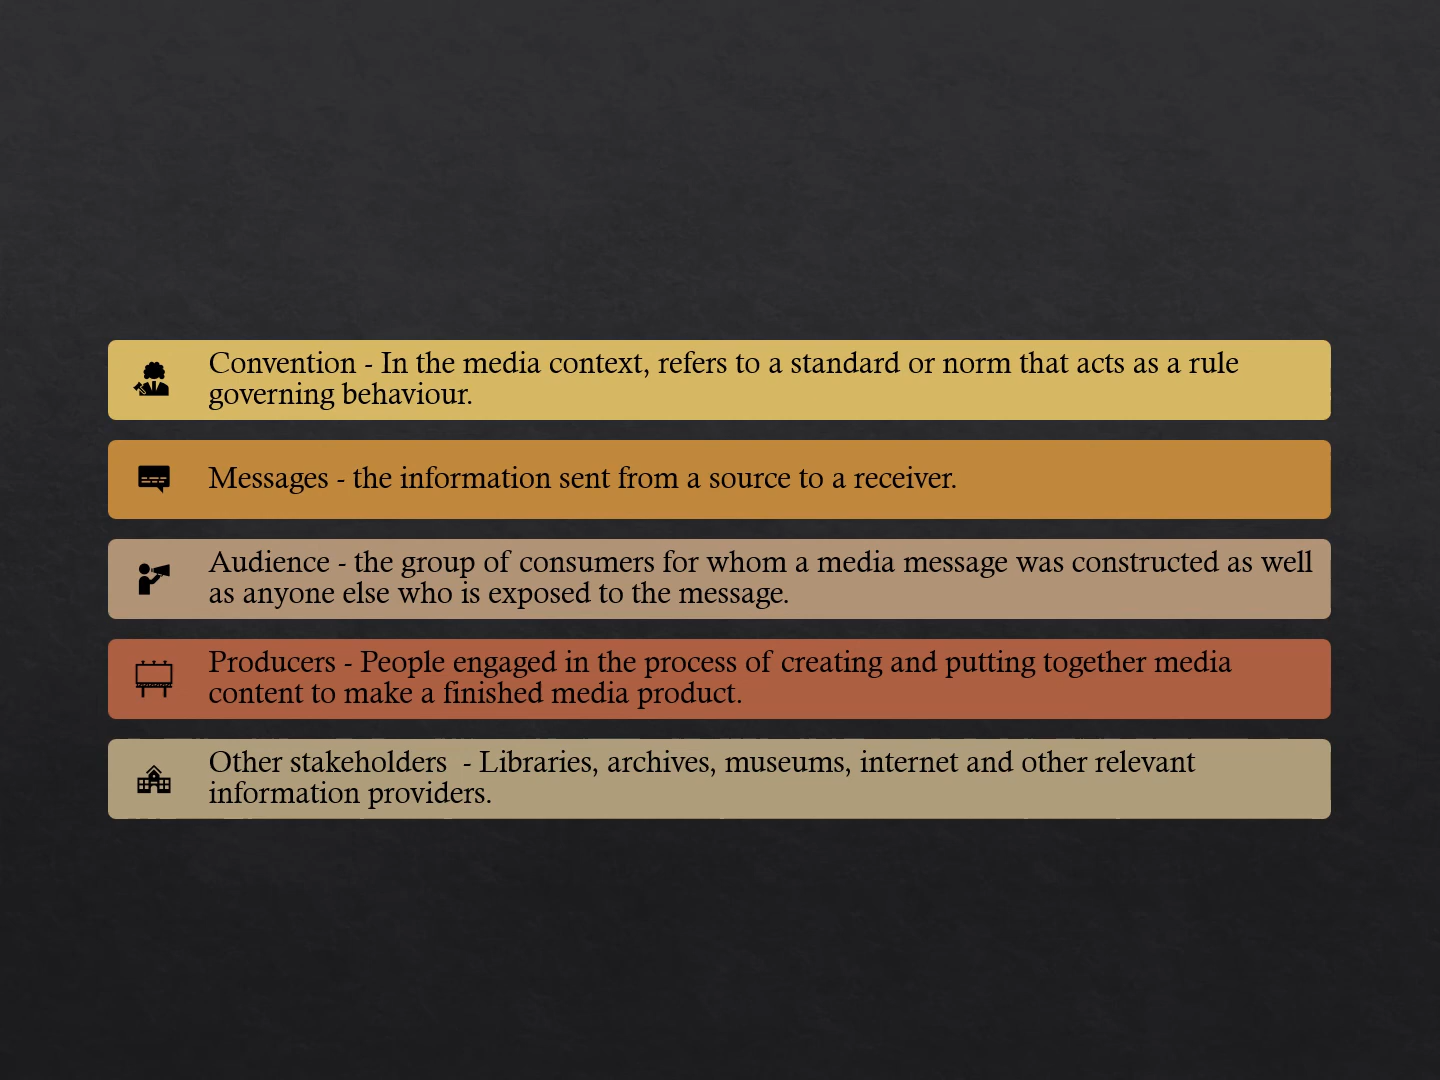 Convention - In the media context, refers to a standard or norm that acts as a rule
governing behaviour.
Messages - the information sent from a source to a receiver.
Audience - the group of consumers for whom a media message was constructed as well
as anyone else who is exposed to the message.
Producers - People engaged in the process of creating and putting together media
content to make a finished media product.
Other stakeholders  - Libraries, archives, museums, internet and other relevant
information providers.